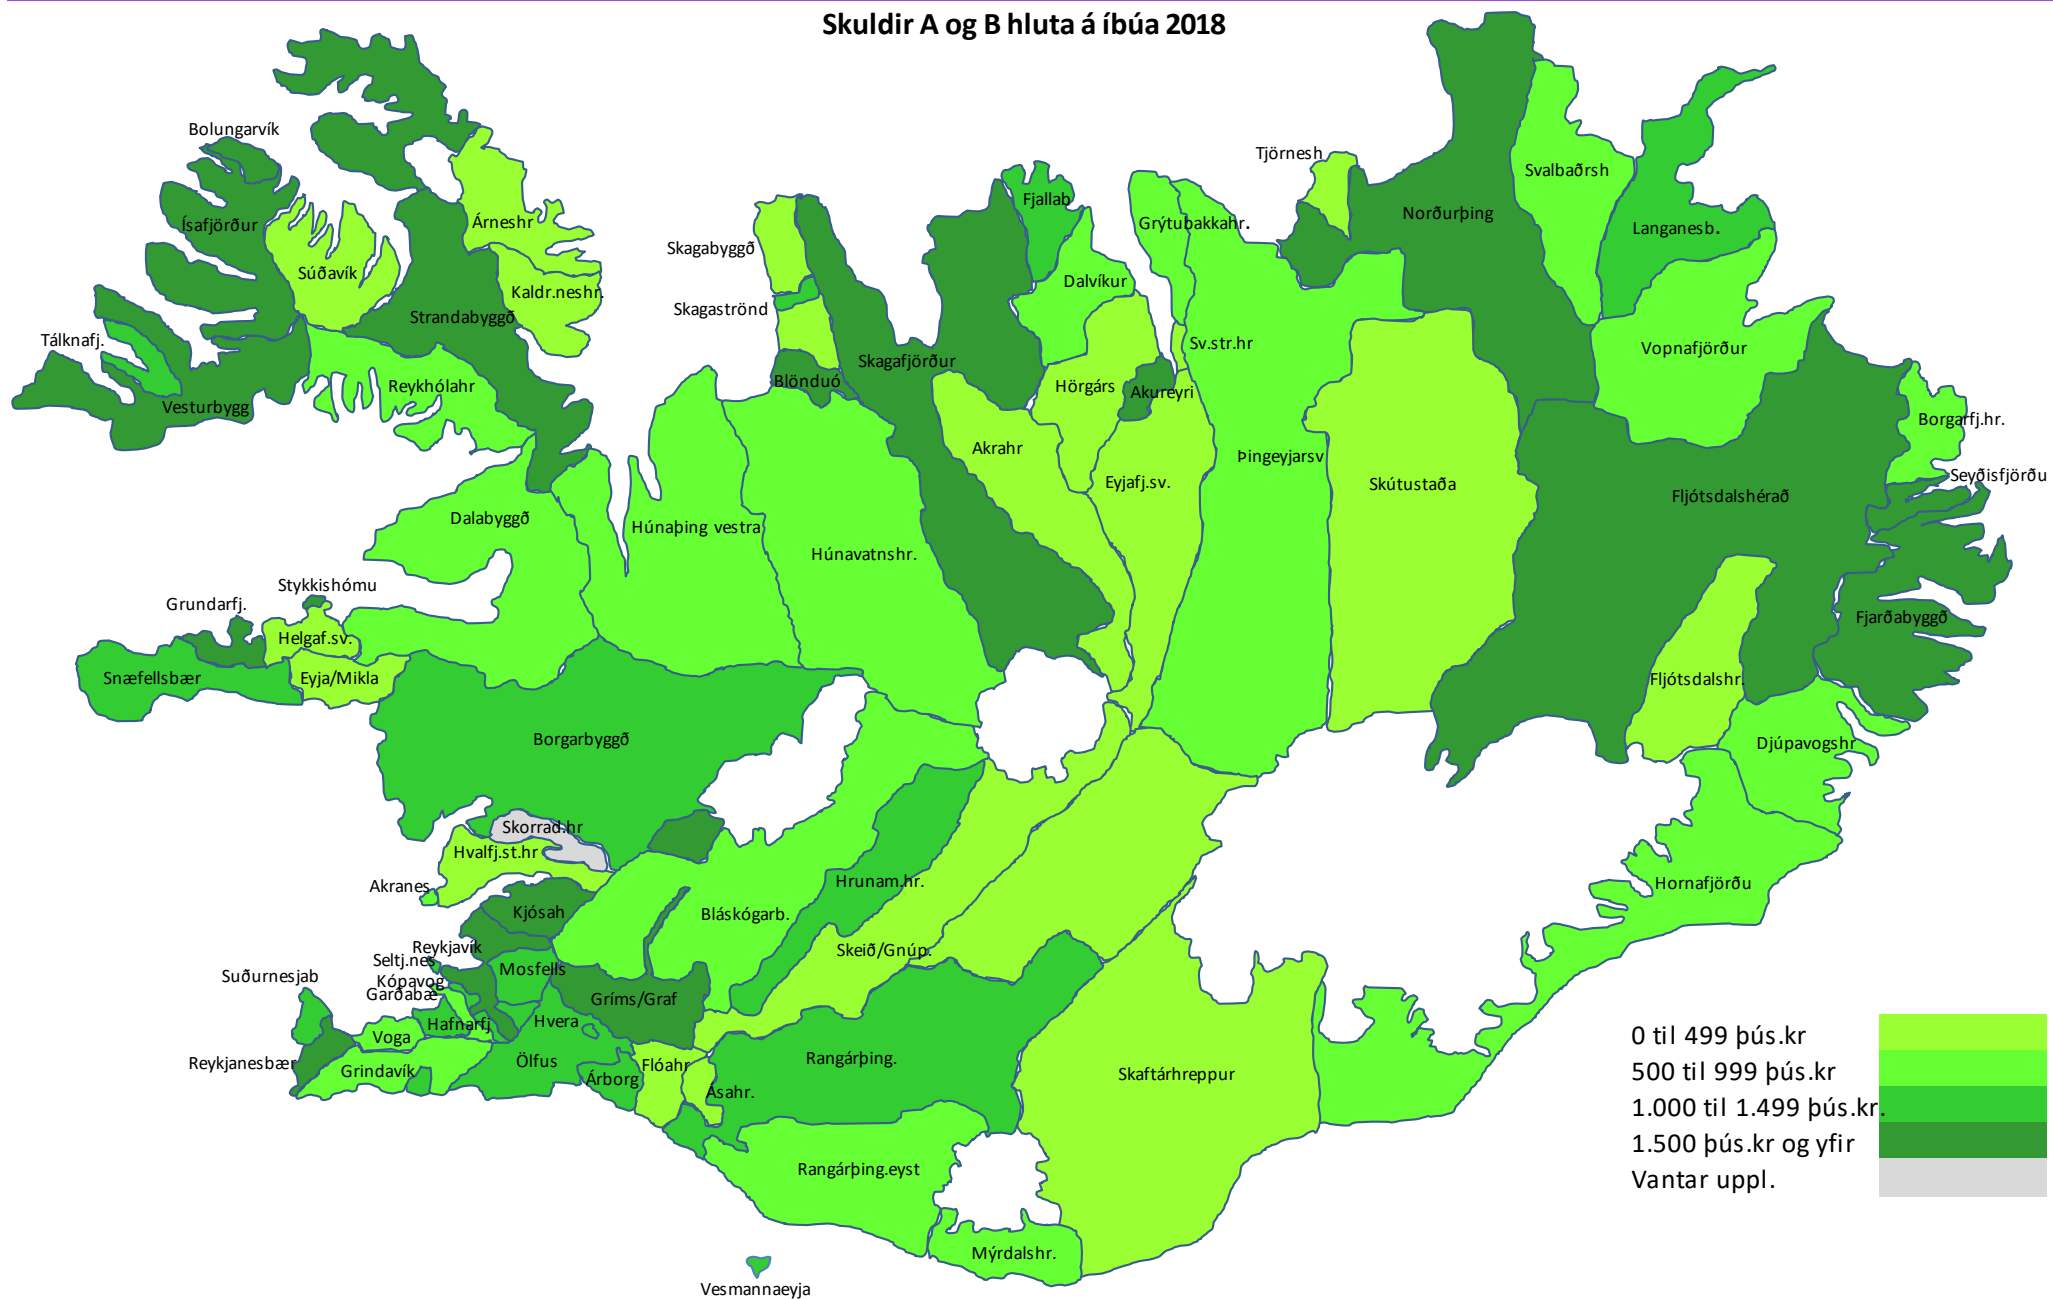 Skuldir A og B hluta á íbúa 2018
Bolungarvík
Tjörnesh
Svalbaðrsh
Ísafjörður
Árneshr
Fjallab
Grýtubakkahr.
Norðurþing
Langanesb.
Skagabyggð
Súðavík
Kaldr.neshr.
Dalvíkur
Skagaströnd
Strandabyggð
Tálknafj.
Sv.str.hr
Vopnafjörður
Skagafjörður
Blönduó
Reykhólahr
Hörgárs
Akureyri
Vesturbygg
Borgarfj.hr.
Akrahr
Þingeyjarsv
Seyðisfjörðu
Eyjafj.sv.
Skútustaða
Fljótsdalshérað
Dalabyggð
Húnaþing vestra
Húnavatnshr.
Stykkishómu
Grundarfj.
Helgaf.sv.
Fjarðabyggð
Snæfellsbær
Eyja/Mikla
Fljótsdalshr.
Borgarbyggð
Djúpavogshr
Skorrad.hr
Hvalfj.st.hr
Akranes
Hrunam.hr.
Hornafjörðu
Kjósah
Bláskógarb.
Reykjavík
Skeið/Gnúp.
Seltj.nes
Mosfells
Suðurnesjab
Kópavog
Garðabæ
Gríms/Graf
Hafnarfj
Hvera
Voga
Reykjanesbær
Grindavík
Ölfus
Flóahr
Rangárþing.
Árborg
Ásahr.
Skaftárhreppur
Rangárþing.eyst
Mýrdalshr.
Vesmannaeyja
0 til 499 þús.kr
500 til 999 þús.kr
1.000 til 1.499 þús.kr.
1.500 þús.kr og yfir
Vantar uppl.